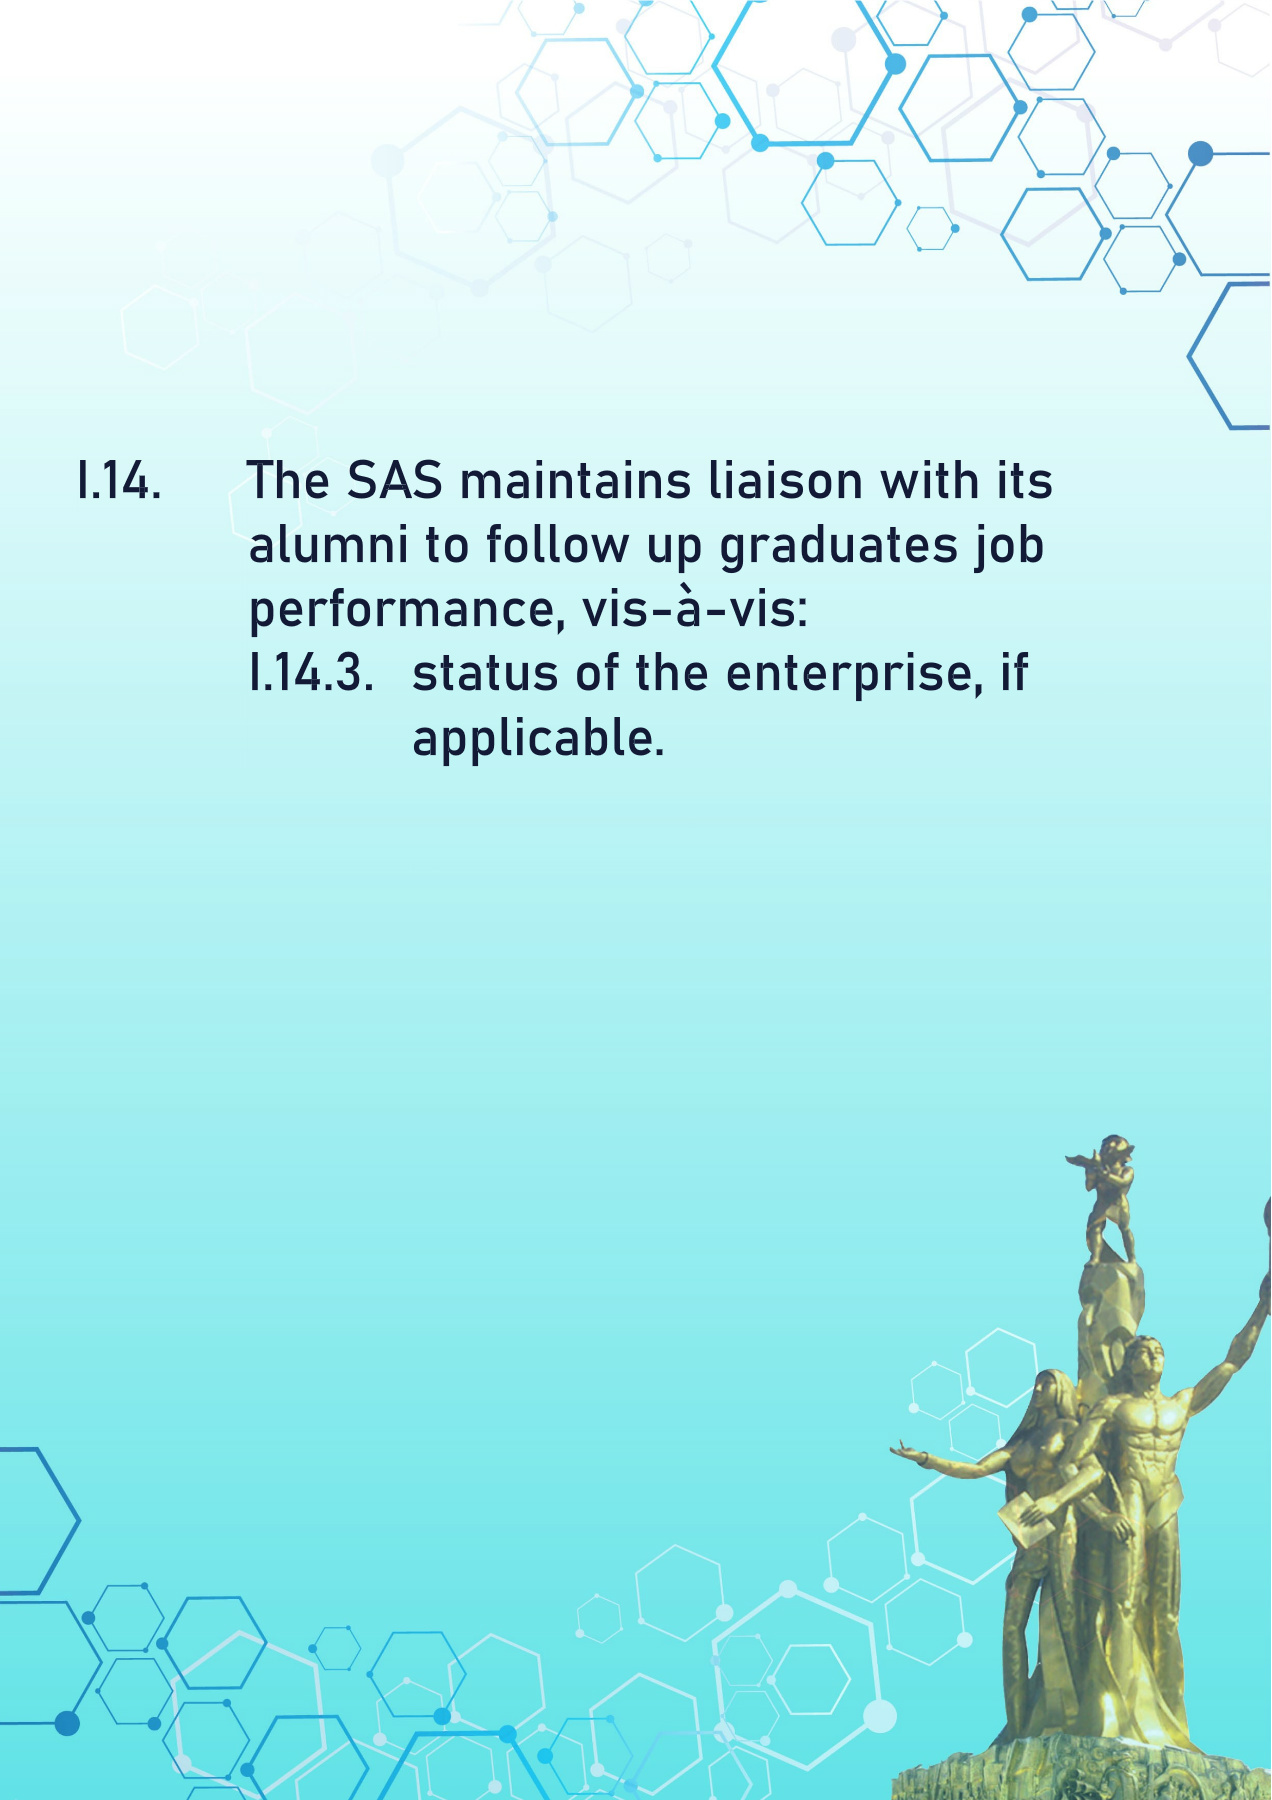 I.14. The SAS maintains liaison with its
alumni to follow up graduates job
performance, vis-à-vis:
I.14.3. status of the enterprise, if
applicable.